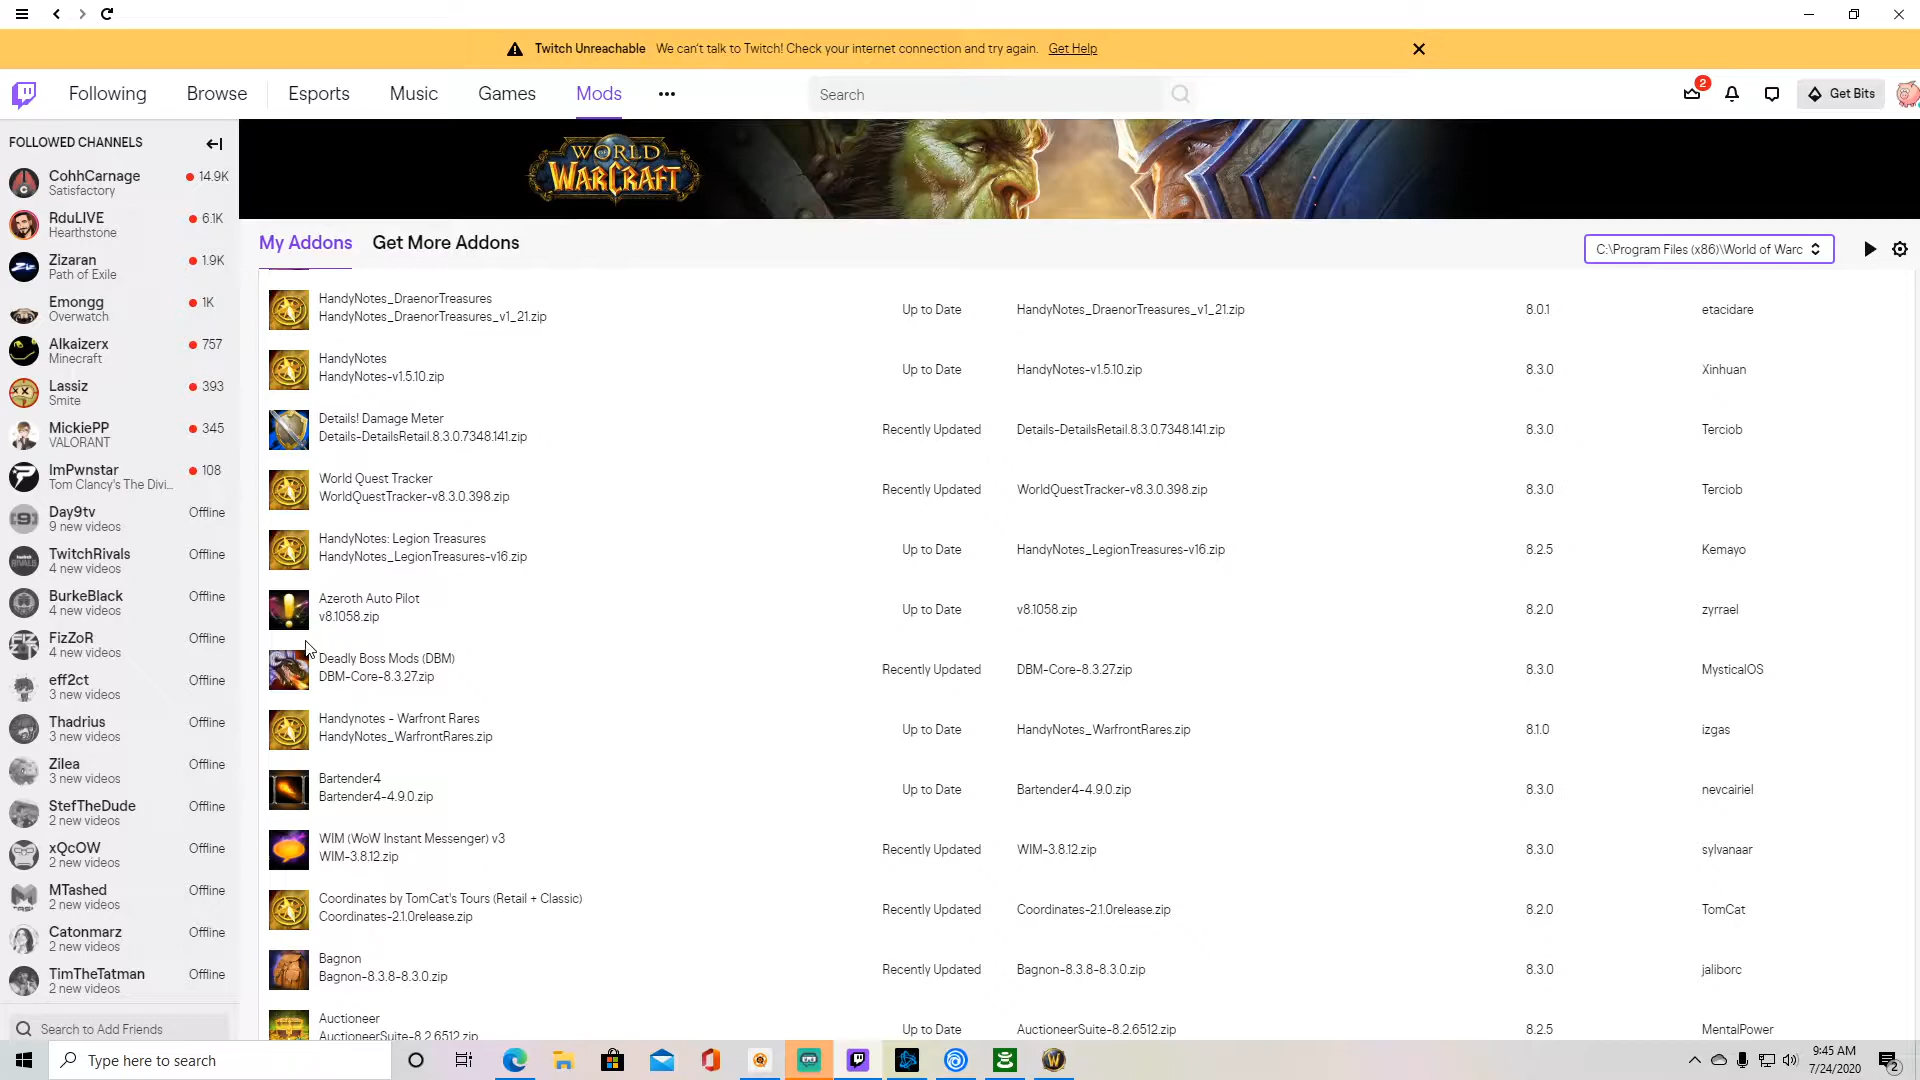 Twitch Unreachable We can't talk to Twitch! Check your internet connection and try again. Get Help
Following Browse Esports Music Games Mods ••• Search 2 Get Bits
FOLLOWED CHANNELS
CohhCarnage 14.9K
Satisfactory
RduLIVE 6.1K
Hearthstone
Zizaran 1.9K
Path of Exile
Emongg 1K
Overwatch
Alkaizerx 757
Minecraft
Lassiz 393
Smite
MickiePP 345
VALORANT
ImPwnstar 108
Tom Clancy's The Divi...
Day9tv Offline
9 new videos
TwitchRivals Offline
4 new videos
BurkeBlack Offline
4 new videos
FizZoR Offline
4 new videos
eff2ct Offline
3 new videos
Thadrius Offline
3 new videos
Zilea Offline
3 new videos
StefTheDude Offline
2 new videos
xQcOW Offline
2 new videos
MTashed Offline
2 new videos
Catonmarz Offline
2 new videos
TimTheTatman Offline
2 new videos
Search to Add Friends
WORLD
OF
WARCRAFT
My Addons Get More Addons C:\Program Files (x86)\World of Warc
HandyNotes_DraenorTreasures
HandyNotes_DraenorTreasures_v1_21.zip Up to Date HandyNotes_DraenorTreasures_v1_21.zip 8.0.1 etacidare
HandyNotes
HandyNotes-v1.5.10.zip Up to Date HandyNotes-v1.5.10.zip 8.3.0 Xinhuan
Details! Damage Meter
Details-DetailsRetail.8.3.0.7348.141.zip Recently Updated Details-DetailsRetail.8.3.0.7348.141.zip 8.3.0 Terciob
World Quest Tracker
WorldQuestTracker-v8.3.0.398.zip Recently Updated WorldQuestTracker-v8.3.0.398.zip 8.3.0 Terciob
HandyNotes: Legion Treasures
HandyNotes_LegionTreasures-v16.zip Up to Date HandyNotes_LegionTreasures-v16.zip 8.2.5 Kemayo
Azeroth Auto Pilot
v8.1058.zip Up to Date v8.1058.zip 8.2.0 zyrrael
Deadly Boss Mods (DBM)
DBM-Core-8.3.27.zip Recently Updated DBM-Core-8.3.27.zip 8.3.0 MysticalOS
Handynotes - Warfront Rares
HandyNotes_WarfrontRares.zip Up to Date HandyNotes_WarfrontRares.zip 8.1.0 izgas
Bartender4
Bartender4-4.9.0.zip Up to Date Bartender4-4.9.0.zip 8.3.0 nevcairiel
WIM (WoW Instant Messenger) v3
WIM-3.8.12.zip Recently Updated WIM-3.8.12.zip 8.3.0 sylvanaar
Coordinates by TomCat's Tours (Retail + Classic)
Coordinates-2.1.0release.zip Recently Updated Coordinates-2.1.0release.zip 8.2.0 TomCat
Bagnon
Bagnon-8.3.8-8.3.0.zip Recently Updated Bagnon-8.3.8-8.3.0.zip 8.3.0 jaliborc
Auctioneer
AuctioneerSuite-8.2.6512.zip Up to Date AuctioneerSuite-8.2.6512.zip 8.2.5 MentalPower
Type here to search 9:45 AM
7/24/2020 2